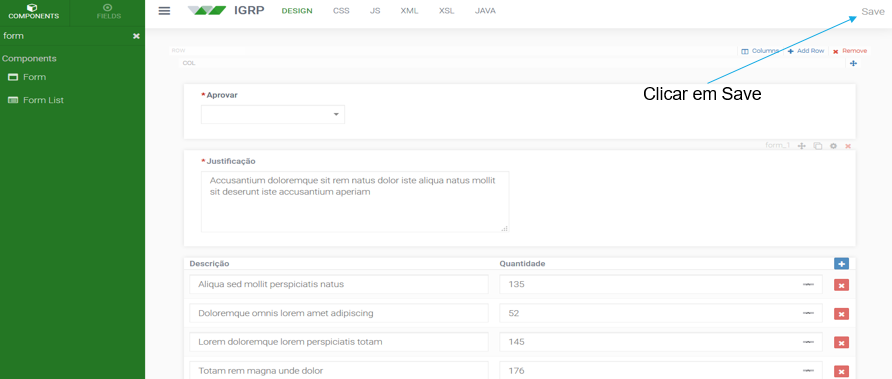 COMPONENTS FIELDS
IGRP DESIGN CSS JS XML XSL JAVA Save
form
ROW Columns Add Row Remove
Components
COL
Form
Clicar em Save
* Aprovar
Form List
form_1
* Justificação
Accusantium doloremque sit rem natus dolor iste aliqua natus mollit
sit deserunt iste accusantium aperiam
Descrição Quantidade
Aliqua sed mollit perspiciatis natus 135
Doloremque omnis lorem amet adipiscing 52
Lorem doloremque lorem perspiciatis totam 145
Totam rem magna unde dolor 176